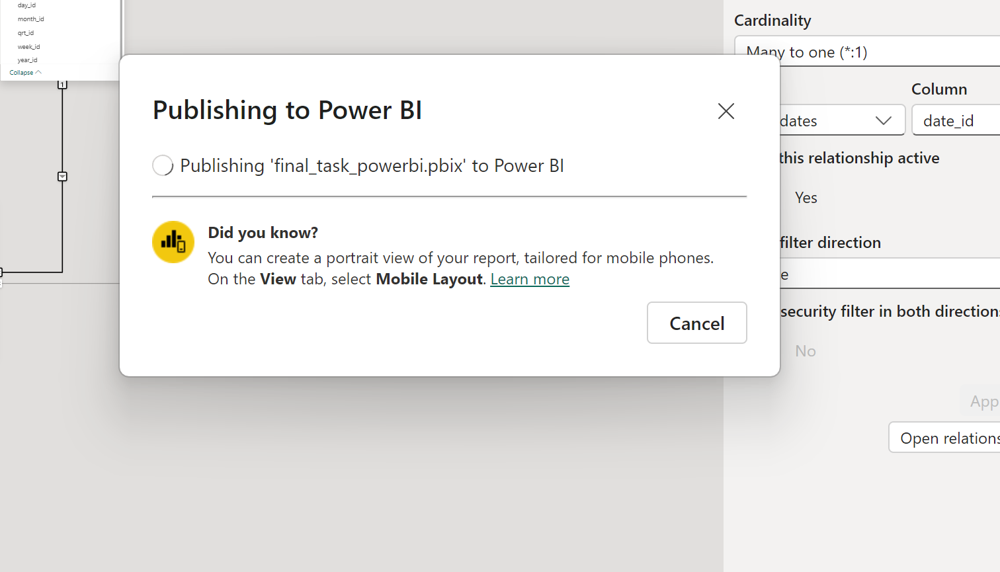 day_id
month_id
qrt_id
week_id
year_id
Collapse
1
Publishing to Power BI
Publishing 'final_task_powerbi.pbix' to Power BI
Did you know?
You can create a portrait view of your report, tailored for mobile phones.
On the View tab, select Mobile Layout. Learn more
Cancel
Cardinality
Many to one (*:1)
Column
dates
date_id
this relationship active
Yes
filter direction
e
security filter in both directions
No
App
Open relations